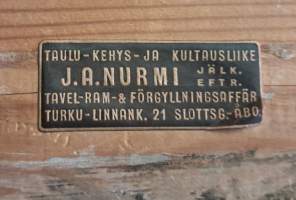 TAULU-KEHYS-JA KULTAUSLIIKE
J.A.NURMI JÄLK. EFTR.
TAVEL-RAM-& FÖRGYLLNINGSAFFÄR
TURKU-LINNANK. 21 SLOTTSG.-ÅBO